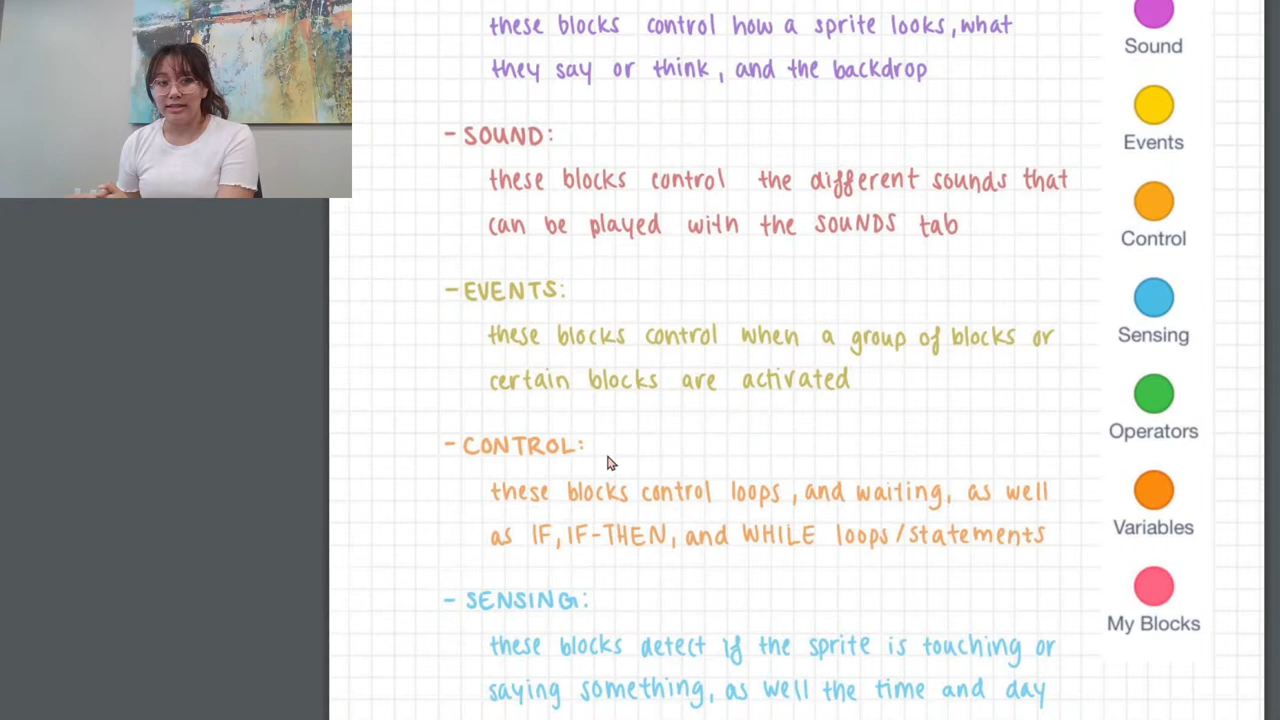 these blocks control how a sprite looks, what
they say or think, and the backdrop
- SOUND:
these blocks control the different sounds that
can be played with the SOUNDS tab
- EVENTS:
these blocks control when a group of blocks or
certain blocks are activated
- CONTROL:
these blocks control loops, and waiting, as well
as IF, IF-THEN, and WHILE loops/statements
- SENSING:
these blocks detect if the sprite is touching or
saying something, as well the time and day
Sound
Events
Control
Sensing
Operators
Variables
My Blocks